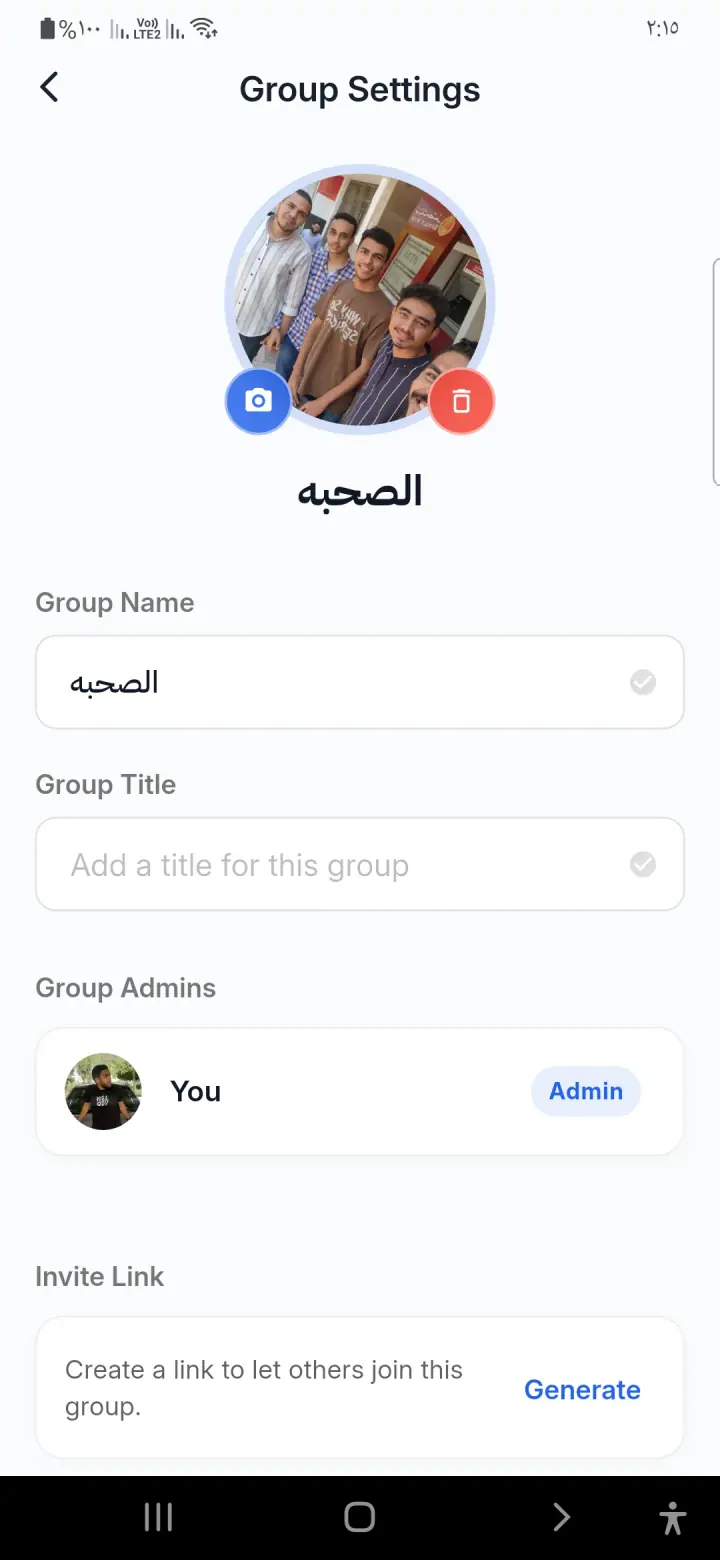 %١٠٠ Vo)) LTE2 ٢:١٥
Group Settings
الصحبه
Group Name
الصحبه
Group Title
Add a title for this group
Group Admins
You Admin
Invite Link
Create a link to let others join this
group.
Generate